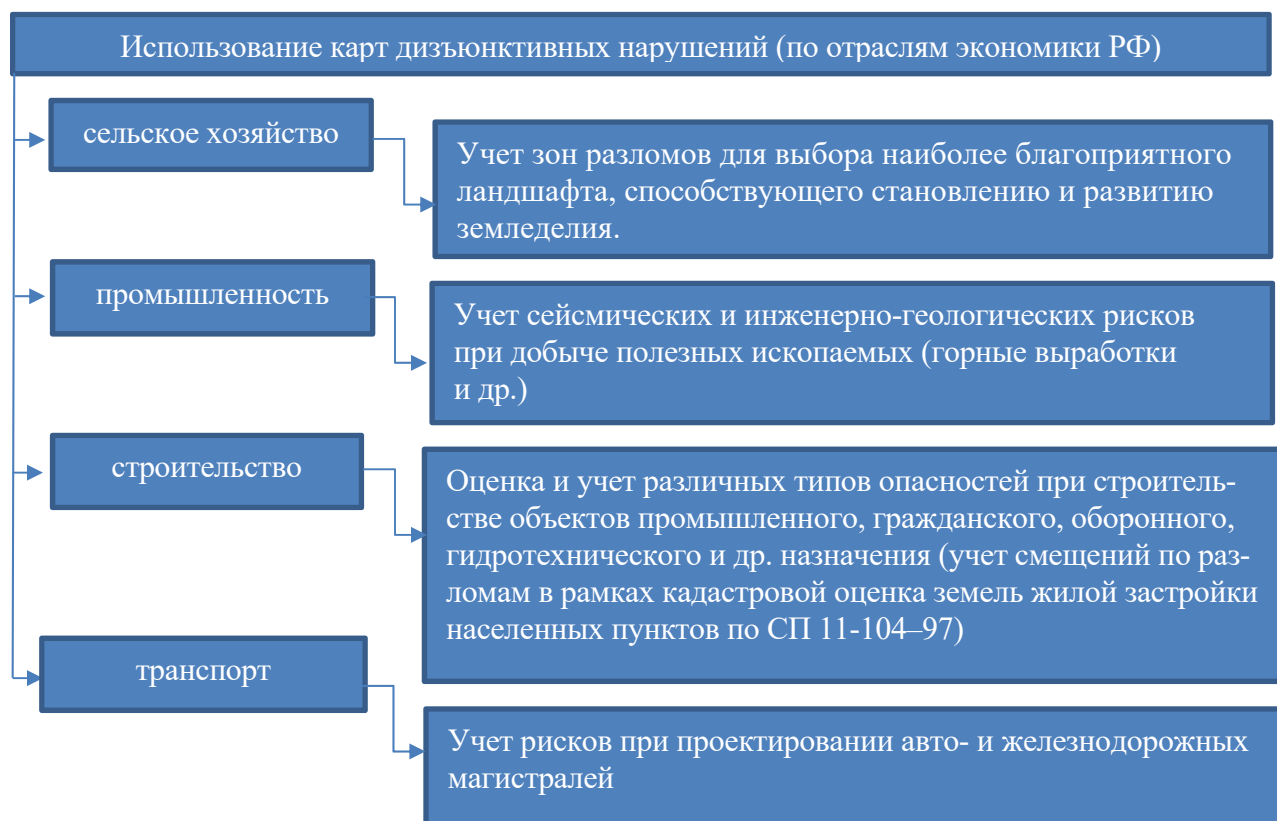 Использование карт дизъюнктивных нарушений (по отраслям экономики РФ)
сельское хозяйство
Учет зон разломов для выбора наиболее благоприятного
ландшафта, способствующего становлению и развитию
земледелия.
промышленность
Учет сейсмических и инженерно-геологических рисков
при добыче полезных ископаемых (горные выработки
и др.)
строительство
Оценка и учет различных типов опасностей при строитель-
стве объектов промышленного, гражданского, оборонного,
гидротехнического и др. назначения (учет смещений по раз-
ломам в рамках кадастровой оценка земель жилой застройки
населенных пунктов по СП 11-104–97)
транспорт
Учет рисков при проектировании авто- и железнодорожных
магистралей